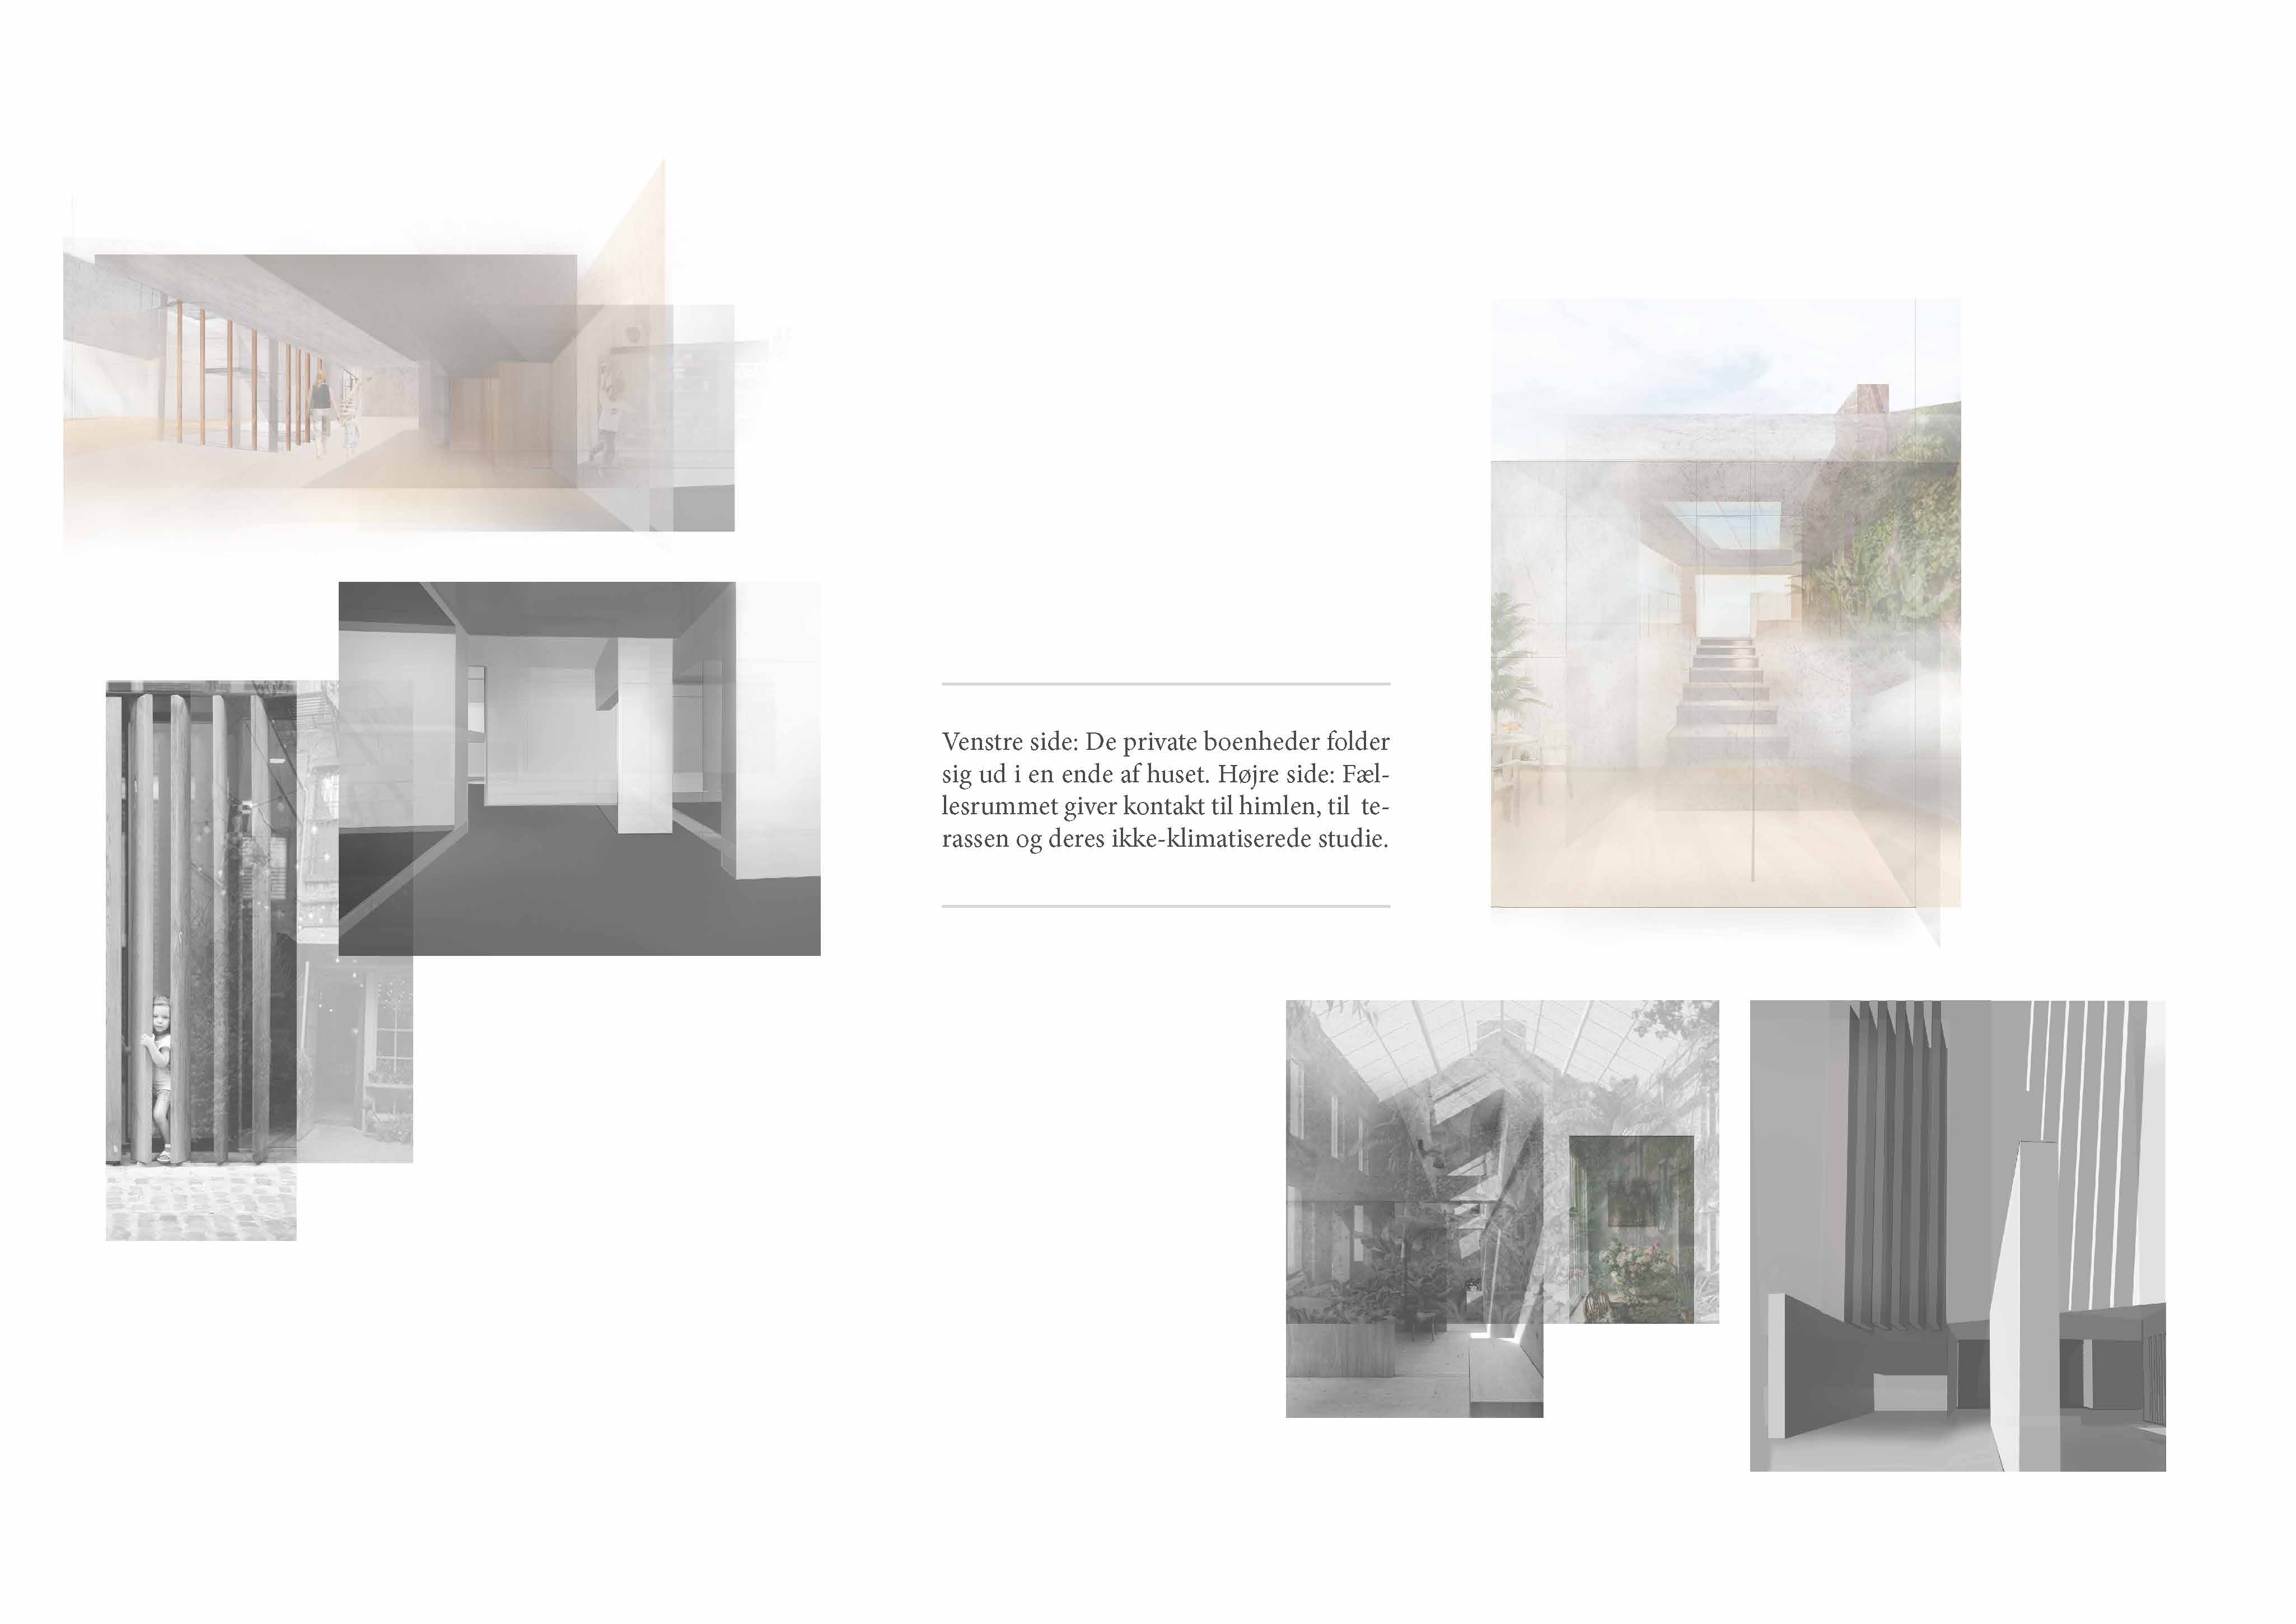 Venstre side: De private boenheder folder
sig ud i en ende af huset. Højre side: Fæl-
lesrummet giver kontakt til himlen, til te-
rassen og deres ikke-klimatiserede studie.